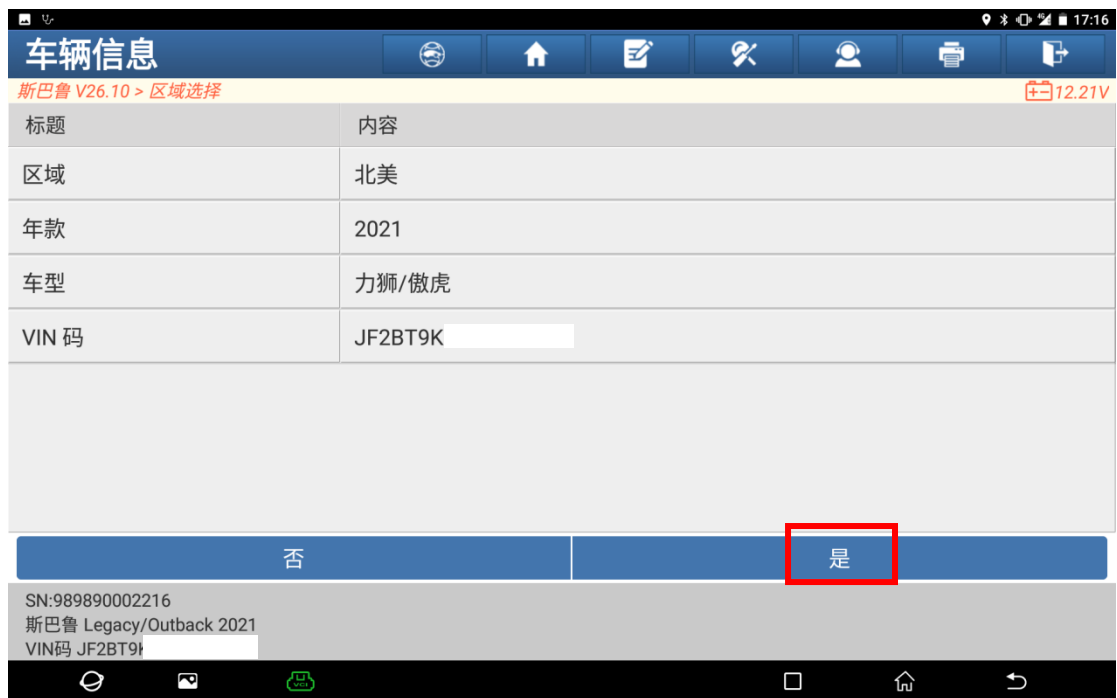 17:16
车辆信息
斯巴鲁 V26.10 > 区域选择
12.21V
标题 内容
区域 北美
年款 2021
车型 力狮/傲虎
VIN 码 JF2BT9K
否 是
SN:989890002216
斯巴鲁 Legacy/Outback 2021
VIN码 JF2BT9
VCI